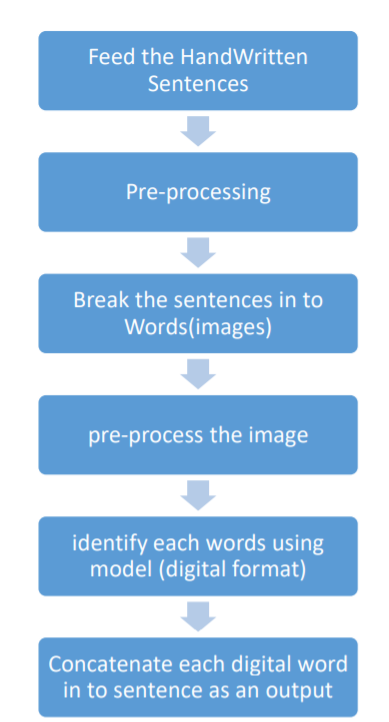 Feed the HandWritten
Sentences
Pre-processing
Break the sentences in to
Words(images)
pre-process the image
identify each words using
model (digital format)
Concatenate each digital word
in to sentence as an output